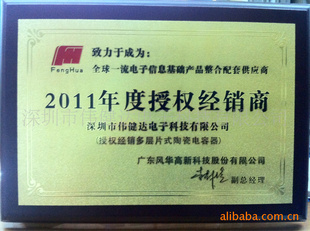 致力于成为：
FengHua
全球一流电子信息基础产品整合配套供应商
2011年度授权经销商
深圳市伟健达电子科技有限公司
(授权经销多层片式陶瓷电容器)
广东风华高新科技股份有限公司
副总经理
alibaba.com.cn